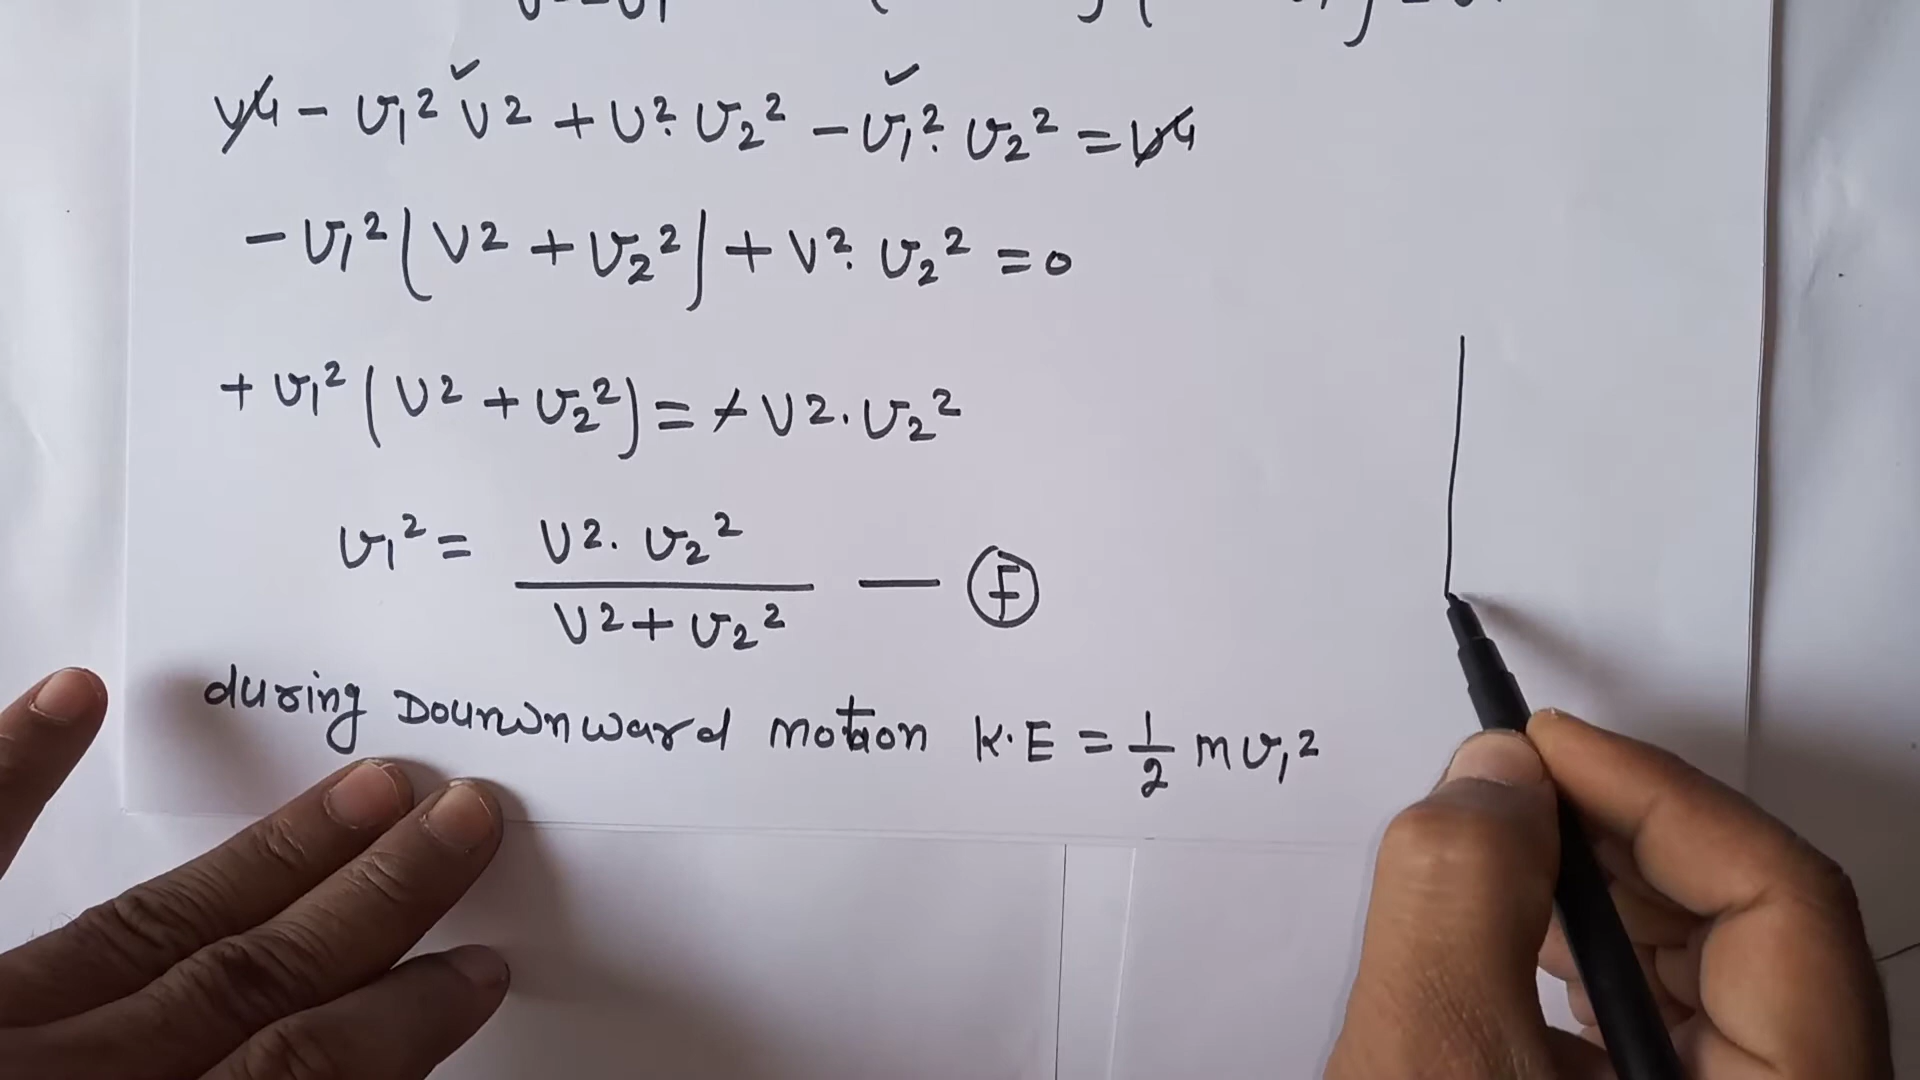 V4 - v₁² V2 + V². v₂² - v₁². v₂² = V4
- v₁² (V2 + v₂²) + V². v₂² = 0
+ v₁² (V2 + v₂²) = + V2. v₂²
v₁² = V2. v₂² / V2 + v₂² — F
during Dounwnward motion K.E = 1/2 m v₁²